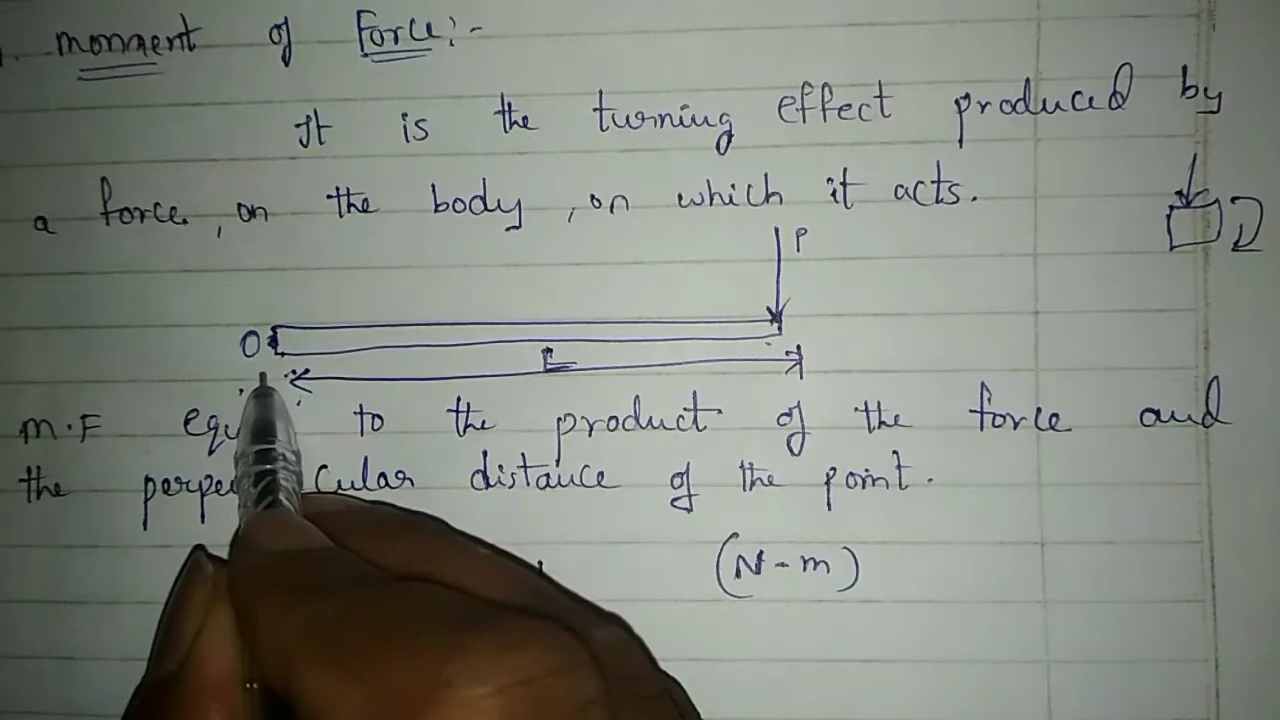 moment of Force:-
It is the turning effect produced by
a force, on the body, on which it acts.
P
O
L
m.F to the product of the force and
the distance of the point.
(N-m)